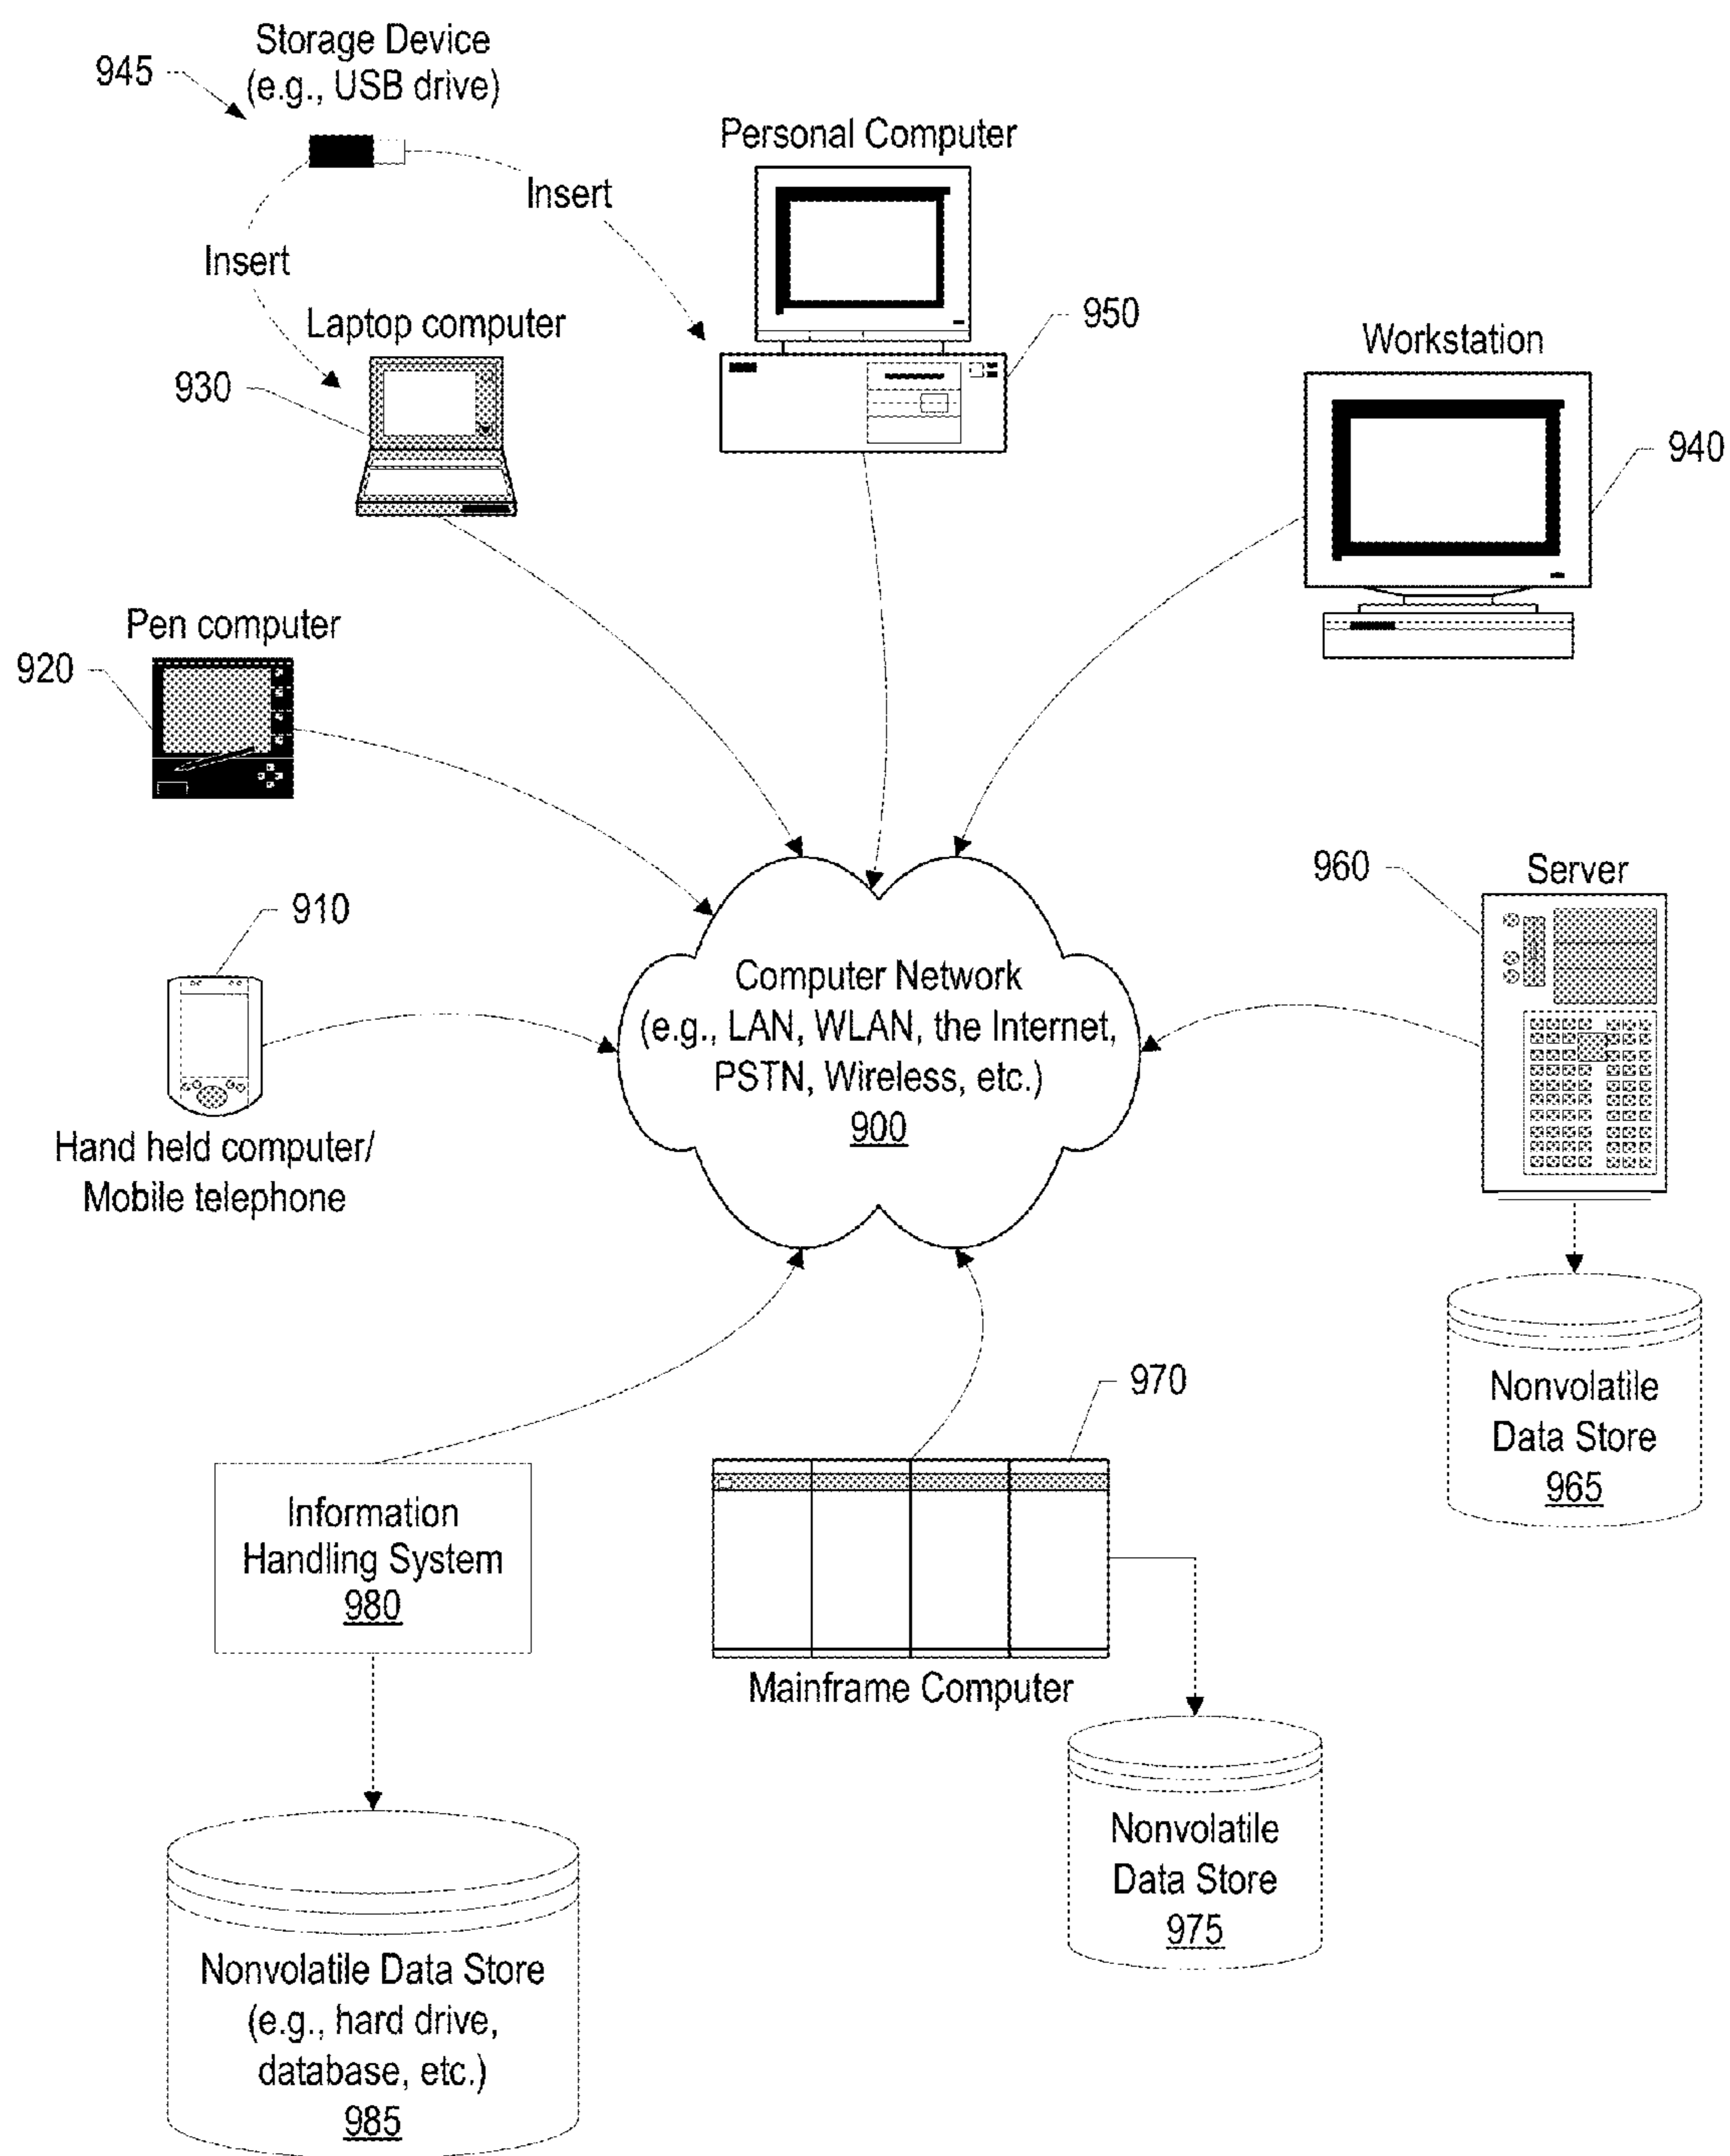 945
Storage Device
(e.g., USB drive)
Personal Computer
Insert
Insert
Laptop computer
930
950
Workstation
940
Pen computer
920
960
Server
910
Hand held computer/
Mobile telephone
Computer Network
(e.g., LAN, WLAN, the Internet,
PSTN, Wireless, etc.)
900
Nonvolatile
Data Store
965
970
Mainframe Computer
Information
Handling System
980
Nonvolatile
Data Store
975
Nonvolatile Data Store
(e.g., hard drive,
database, etc.)
985